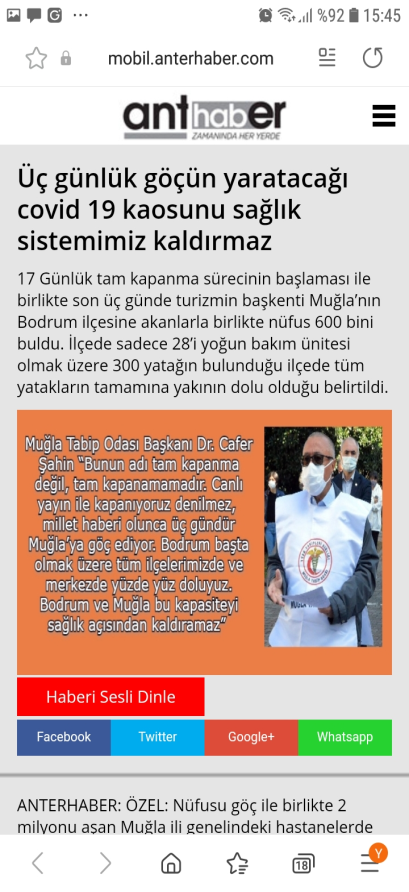 %92 15:45
mobil.anterhaber.com
anthaber
ZAMANINDA HER YERDE
Üç günlük göçün yaratacağı
covid 19 kaosunu sağlık
sistemimiz kaldırmaz
17 Günlük tam kapanma sürecinin başlaması ile
birlikte son üç günde turizmin başkenti Muğla’nın
Bodrum ilçesine akanlarla birlikte nüfus 600 bini
buldu. İlçede sadece 28’i yoğun bakım ünitesi
olmak üzere 300 yatağın bulunduğu ilçede tüm
yatakların tamamına yakının dolu olduğu belirtildi.
Muğla Tabip Odası Başkanı Dr. Cafer
Şahin “Bunun adı tam kapanma
değil, tam kapanamamadır. Canlı
yayın ile kapanıyoruz denilmez,
millet haberi olunca üç gündür
Muğla’ya göç ediyor. Bodrum başta
olmak üzere tüm ilçelerimizde ve
merkezde yüzde yüz doluyuz.
Bodrum ve Muğla bu kapasiteyi
sağlık açısından kaldıramaz”
Haberi Sesli Dinle
Facebook Twitter Google+ Whatsapp
ANTERHABER: ÖZEL: Nüfusu göç ile birlikte 2
milyonu aşan Muğla ili genelindeki hastanelerde
18 Y